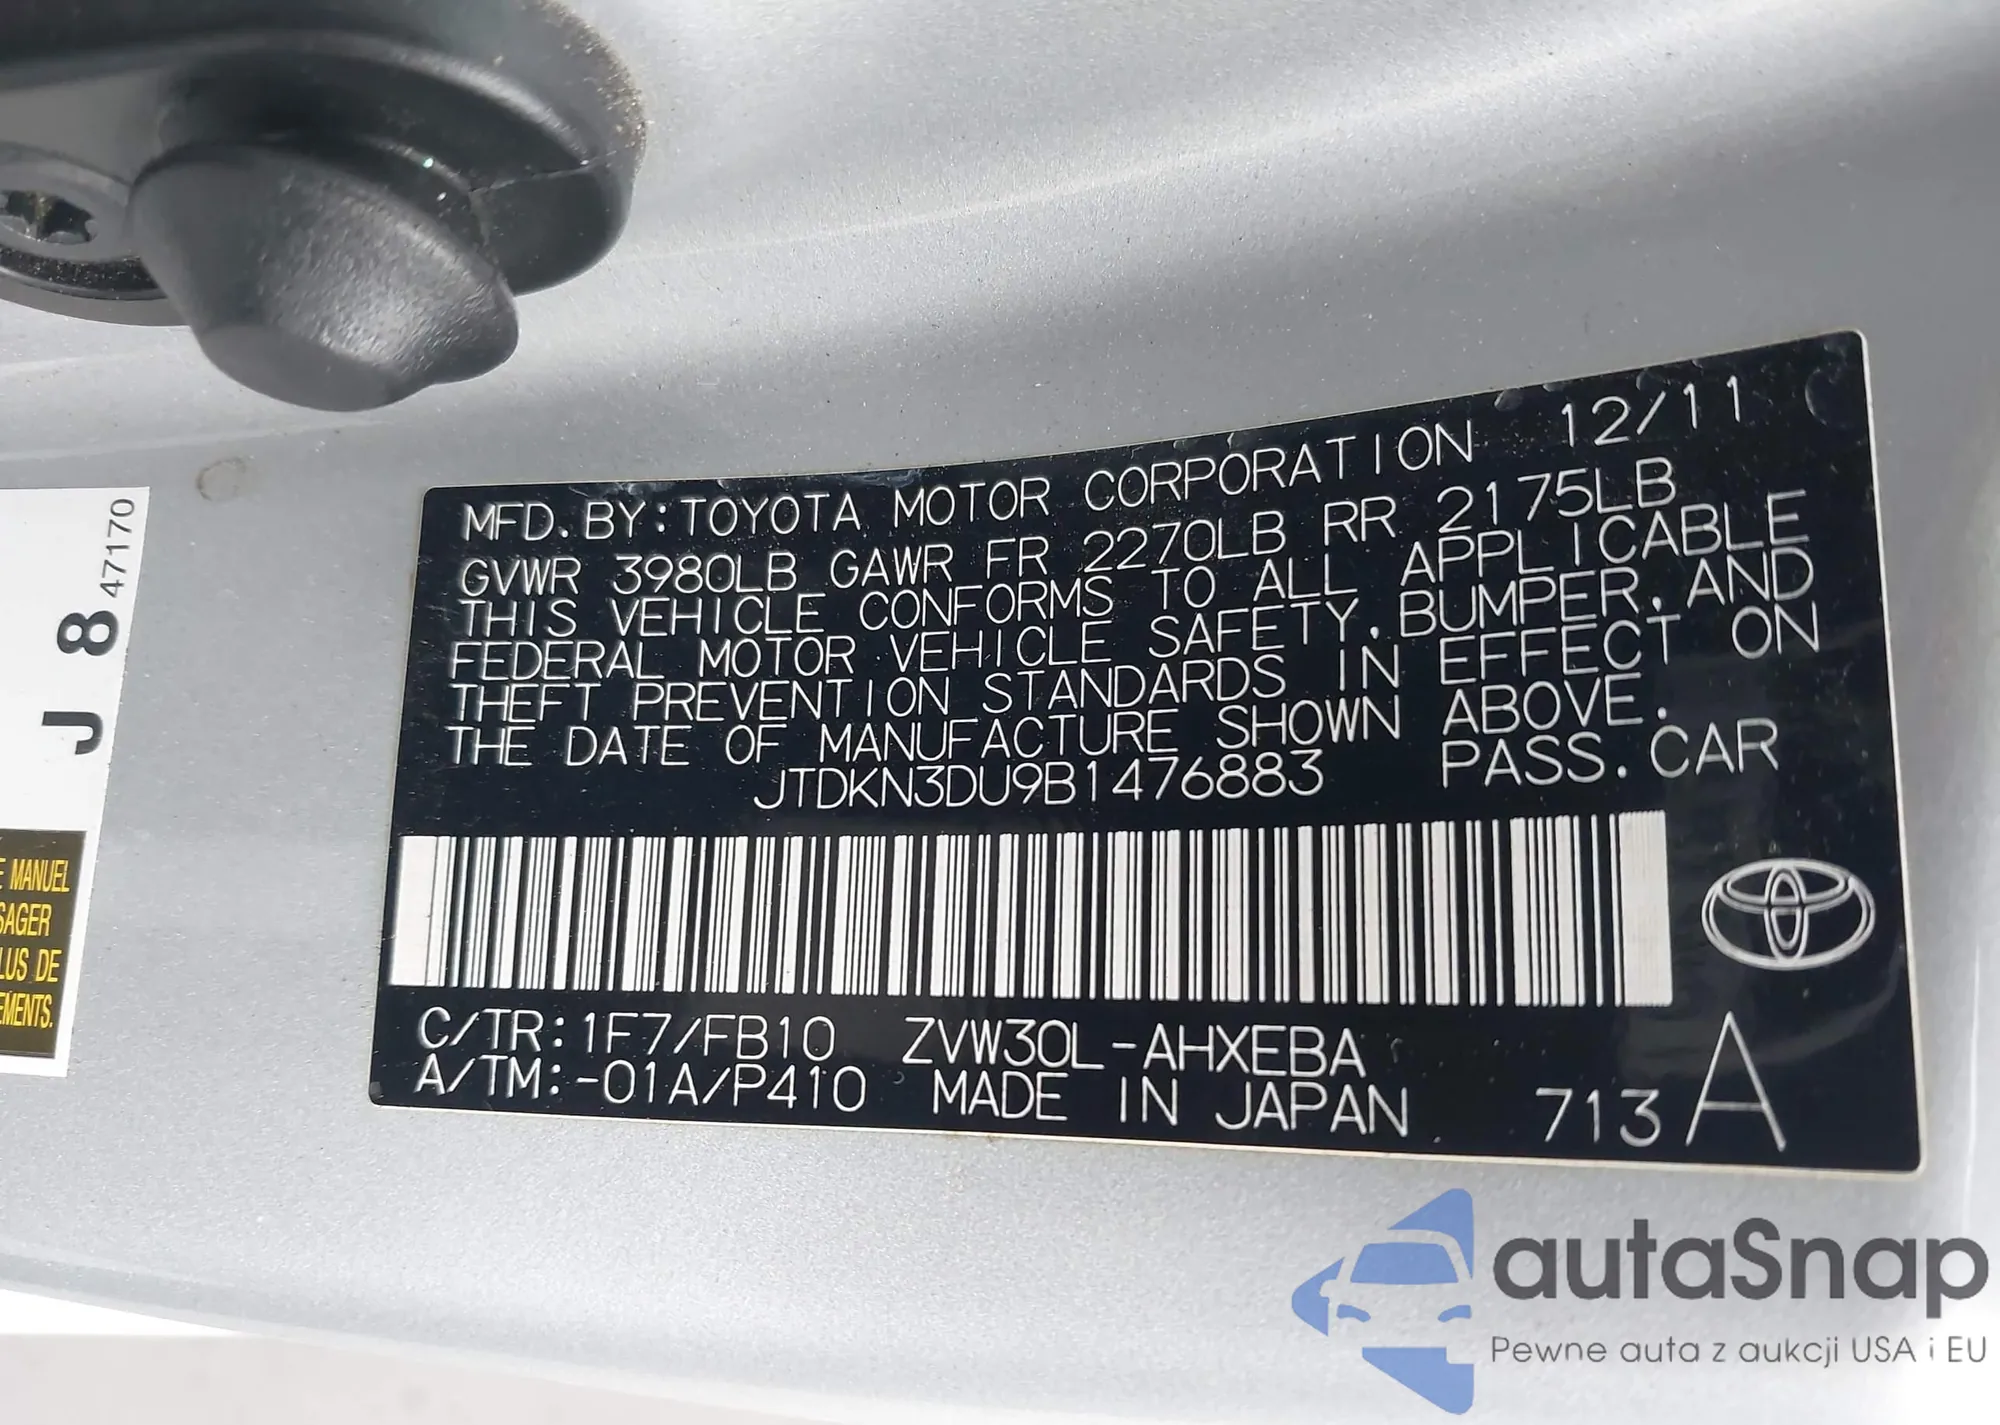 MFD. BY: TOYOTA MOTOR CORPORATION 12/11
GVWR 3980LB GAWR FR 2270LB RR 2175LB
THIS VEHICLE CONFORMS TO ALL APPLICABLE
FEDERAL MOTOR VEHICLE SAFETY, BUMPER, AND
THEFT PREVENTION STANDARDS IN EFFECT ON
THE DATE OF MANUFACTURE SHOWN ABOVE.
JTDKN3DU9B1476883 PASS. CAR
C/TR: 1F7/FB10 ZVW30L-AHXEBA
A/TM: -01A/P410 MADE IN JAPAN 713 A
J 8 47170
E MANUEL
SAGER
LUS DE
EMENTS.
autaSnap
Pewne auta z aukcji USA i EU